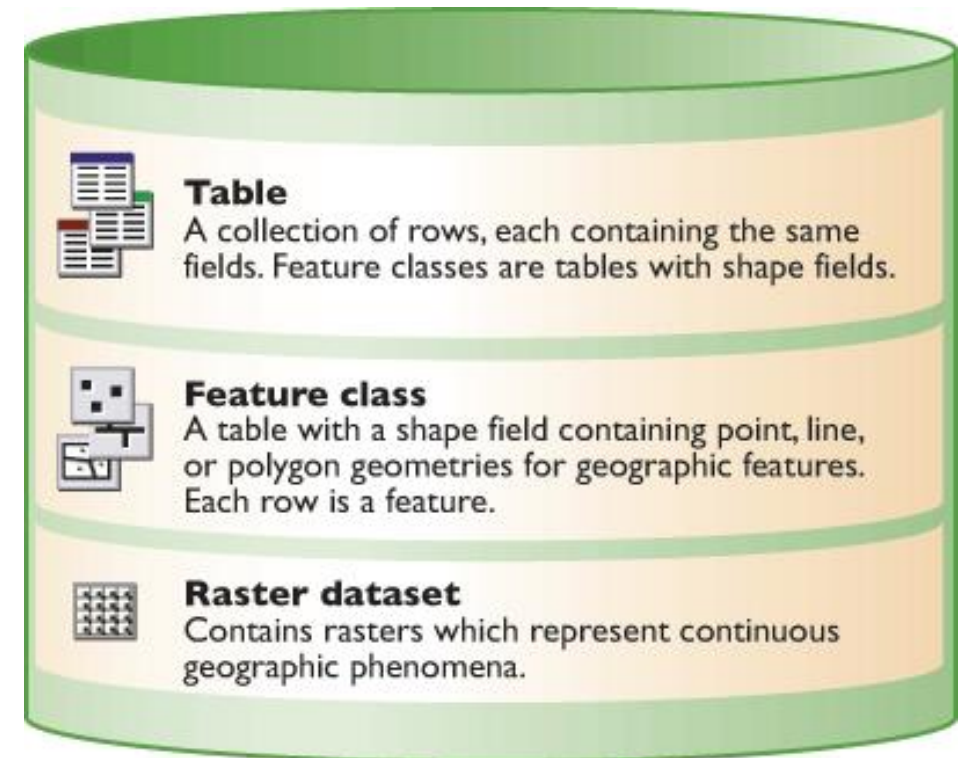 Table
A collection of rows, each containing the same
fields. Feature classes are tables with shape fields.
Feature class
A table with a shape field containing point, line,
or polygon geometries for geographic features.
Each row is a feature.
Raster dataset
Contains rasters which represent continuous
geographic phenomena.